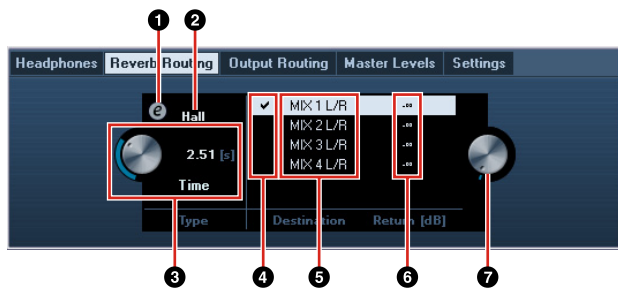 1 2
Headphones Reverb Routing Output Routing Master Levels Settings
e Hall ✔ MIX 1 L/R -∞
MIX 2 L/R -∞
2.51 [s] MIX 3 L/R -∞
MIX 4 L/R -∞
Time
Type Destination Return [dB]
3 4 5 6 7